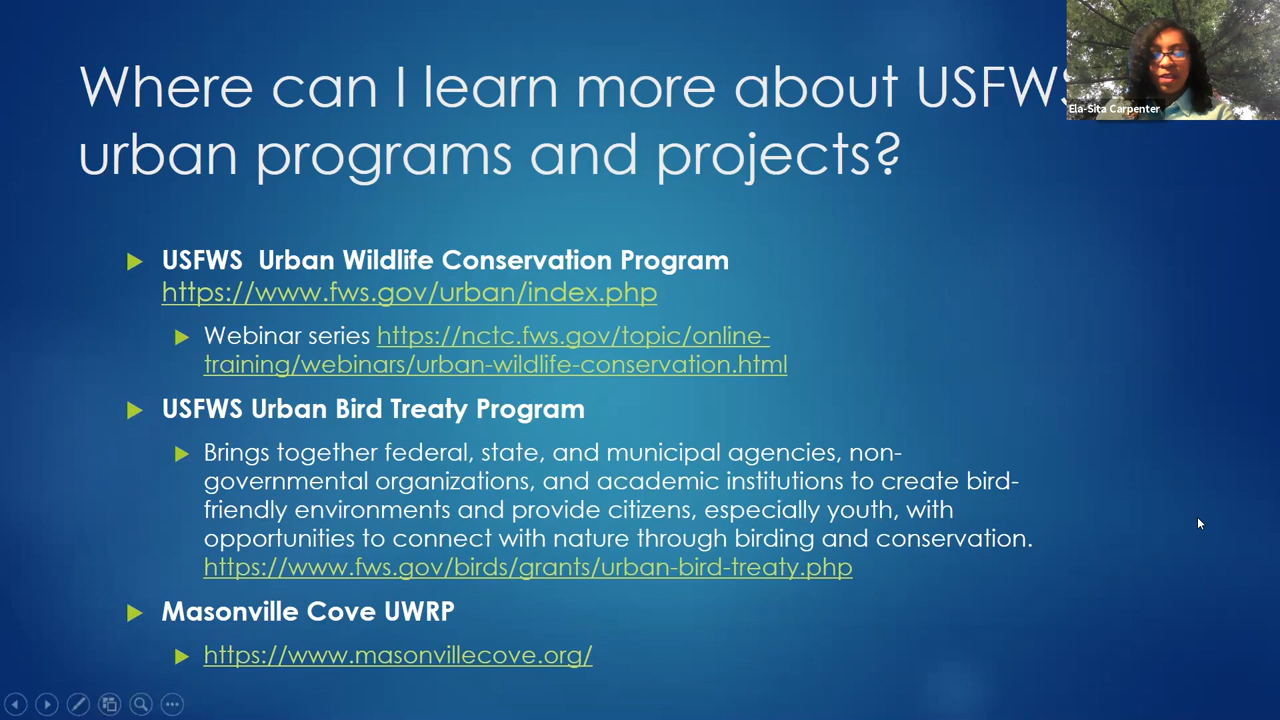 Where can I learn more about USFWS
urban programs and projects?
Ela-Sita Carpenter
USFWS  Urban Wildlife Conservation Program
https://www.fws.gov/urban/index.php
Webinar series https://nctc.fws.gov/topic/online-
training/webinars/urban-wildlife-conservation.html
USFWS Urban Bird Treaty Program
Brings together federal, state, and municipal agencies, non-
governmental organizations, and academic institutions to create bird-
friendly environments and provide citizens, especially youth, with
opportunities to connect with nature through birding and conservation.
https://www.fws.gov/birds/grants/urban-bird-treaty.php
Masonville Cove UWRP
https://www.masonvillecove.org/